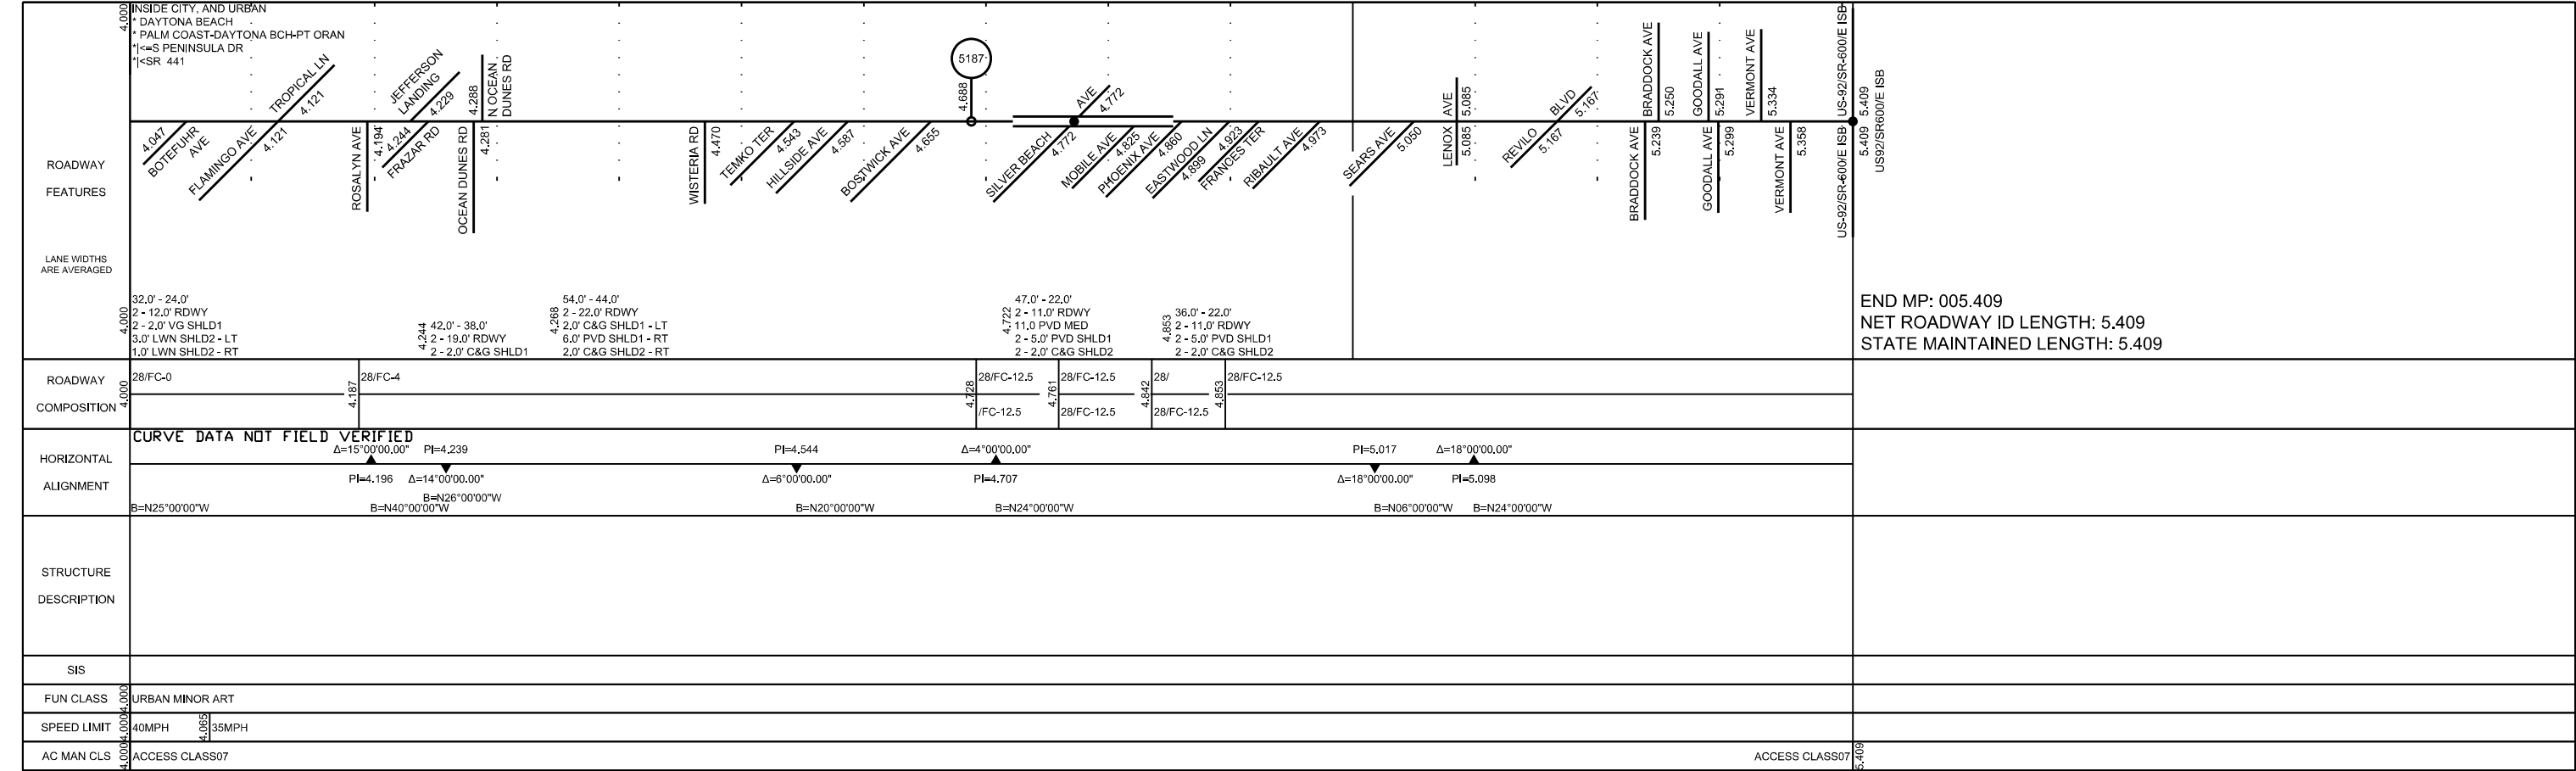 4.000
INSIDE CITY, AND URBAN
* DAYTONA BEACH
* PALM COAST-DAYTONA BCH-PT ORAN
*|<=S PENINSULA DR
*|<SR 441
TROPICAL LN
4.121
JEFFERSON
LANDING
4.229
4.288
N OCEAN
DUNES RD
5187
4.688
AVE
4.772
LENOX AVE
5.085
BLVD
5.167
BRADDOCK AVE
5.250
GOODALL AVE
5.291
VERMONT AVE
5.334
US-92/SR-600/E ISB
5.409
ROADWAY
FEATURES
4.047
BOTEFUHR
AVE
FLAMINGO AVE
4.121
ROSALYN AVE
4.194
4.244
FRAZAR RD
OCEAN DUNES RD
4.281
WISTERIA RD
4.470
TEMKO TER
4.543
HILLSIDE AVE
4.587
BOSTWICK AVE
4.655
SILVER BEACH
4.772
MOBILE AVE
4.825
PHOENIX AVE
4.860
EASTWOOD LN
4.899
4.923
FRANCES TER
RIBAULT AVE
4.973
SEARS AVE
5.050
LENOX
5.085
REVILO
5.167
BRADDOCK AVE
5.239
GOODALL AVE
5.299
VERMONT AVE
5.358
US-92/SR-600/E ISB
5.409
US92/SR600/E ISB
LANE WIDTHS
ARE AVERAGED
4.000
32.0' - 24.0'
2 - 12.0' RDWY
2 - 2.0' VG SHLD1
3.0' LWN SHLD2 - LT
1.0' LWN SHLD2 - RT
4.244
42.0' - 38.0'
2 - 19.0' RDWY
2 - 2.0' C&G SHLD1
4.268
54.0' - 44.0'
2 - 22.0' RDWY
2.0' C&G SHLD1 - LT
6.0' PVD SHLD1 - RT
2.0' C&G SHLD2 - RT
4.722
47.0' - 22.0'
2 - 11.0' RDWY
11.0 PVD MED
2 - 5.0' PVD SHLD1
2 - 2.0' C&G SHLD2
4.853
36.0' - 22.0'
2 - 11.0' RDWY
2 - 5.0' PVD SHLD1
2 - 2.0' C&G SHLD2
END MP: 005.409
NET ROADWAY ID LENGTH: 5.409
STATE MAINTAINED LENGTH: 5.409
ROADWAY
COMPOSITION
4.000
28/FC-0
4.187
28/FC-4
4.728
28/FC-12.5
/FC-12.5
4.761
28/FC-12.5
28/FC-12.5
4.842
28/
28/FC-12.5
4.853
28/FC-12.5
HORIZONTAL
ALIGNMENT
CURVE DATA NOT FIELD VERIFIED
Δ=15°00'00.00" PI=4.239 PI=4.544 Δ=4°00'00.00" PI=5.017 Δ=18°00'00.00"
PI=4.196 Δ=14°00'00.00" Δ=6°00'00.00" PI=4.707 Δ=18°00'00.00" PI=5.098
B=N26°00'00"W
B=N25°00'00"W B=N40°00'00"W B=N20°00'00"W B=N24°00'00"W B=N06°00'00"W B=N24°00'00"W
STRUCTURE
DESCRIPTION
SIS
FUN CLASS 4.000 URBAN MINOR ART
SPEED LIMIT 4.000 40MPH 4.065 35MPH
AC MAN CLS 4.000 ACCESS CLASS07 ACCESS CLASS07 5.409